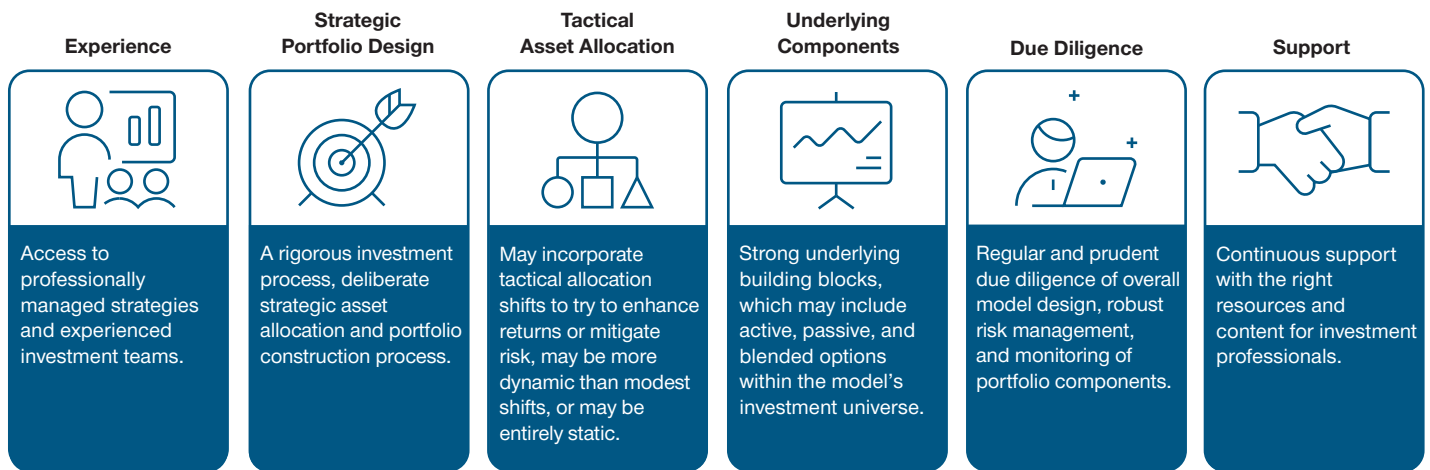 Experience
Access to
professionally
managed strategies
and experienced
investment teams.
Strategic
Portfolio Design
A rigorous investment
process, deliberate
strategic asset
allocation and portfolio
construction process.
Tactical
Asset Allocation
May incorporate
tactical allocation
shifts to try to enhance
returns or mitigate
risk, may be more
dynamic than modest
shifts, or may be
entirely static.
Underlying
Components
Strong underlying
building blocks,
which may include
active, passive, and
blended options
within the model’s
investment universe.
Due Diligence
Regular and prudent
due diligence of overall
model design, robust
risk management,
and monitoring of
portfolio components.
Support
Continuous support
with the right
resources and
content for investment
professionals.